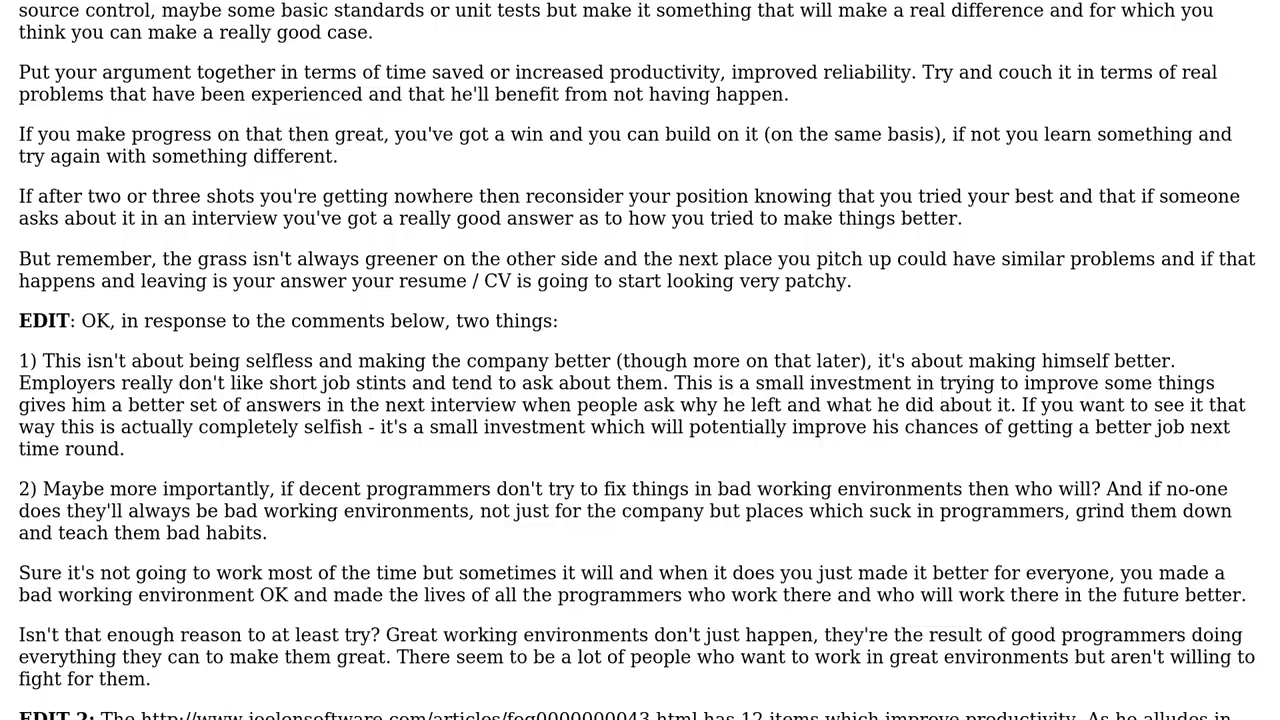 source control, maybe some basic standards or unit tests but make it something that will make a real difference and for which you
think you can make a really good case.
Put your argument together in terms of time saved or increased productivity, improved reliability. Try and couch it in terms of real
problems that have been experienced and that he'll benefit from not having happen.
If you make progress on that then great, you've got a win and you can build on it (on the same basis), if not you learn something and
try again with something different.
If after two or three shots you're getting nowhere then reconsider your position knowing that you tried your best and that if someone
asks about it in an interview you've got a really good answer as to how you tried to make things better.
But remember, the grass isn't always greener on the other side and the next place you pitch up could have similar problems and if that
happens and leaving is your answer your resume / CV is going to start looking very patchy.
EDIT: OK, in response to the comments below, two things:
1) This isn't about being selfless and making the company better (though more on that later), it's about making himself better.
Employers really don't like short job stints and tend to ask about them. This is a small investment in trying to improve some things
gives him a better set of answers in the next interview when people ask why he left and what he did about it. If you want to see it that
way this is actually completely selfish - it's a small investment which will potentially improve his chances of getting a better job next
time round.
2) Maybe more importantly, if decent programmers don't try to fix things in bad working environments then who will? And if no-one
does they'll always be bad working environments, not just for the company but places which suck in programmers, grind them down
and teach them bad habits.
Sure it's not going to work most of the time but sometimes it will and when it does you just made it better for everyone, you made a
bad working environment OK and made the lives of all the programmers who work there and who will work there in the future better.
Isn't that enough reason to at least try? Great working environments don't just happen, they're the result of good programmers doing
everything they can to make them great. There seem to be a lot of people who want to work in great environments but aren't willing to
fight for them.
EDIT 2: The http://www.joelonsoftware.com/articles/fog0000000043.html has 12 items which improve productivity. As he alludes in